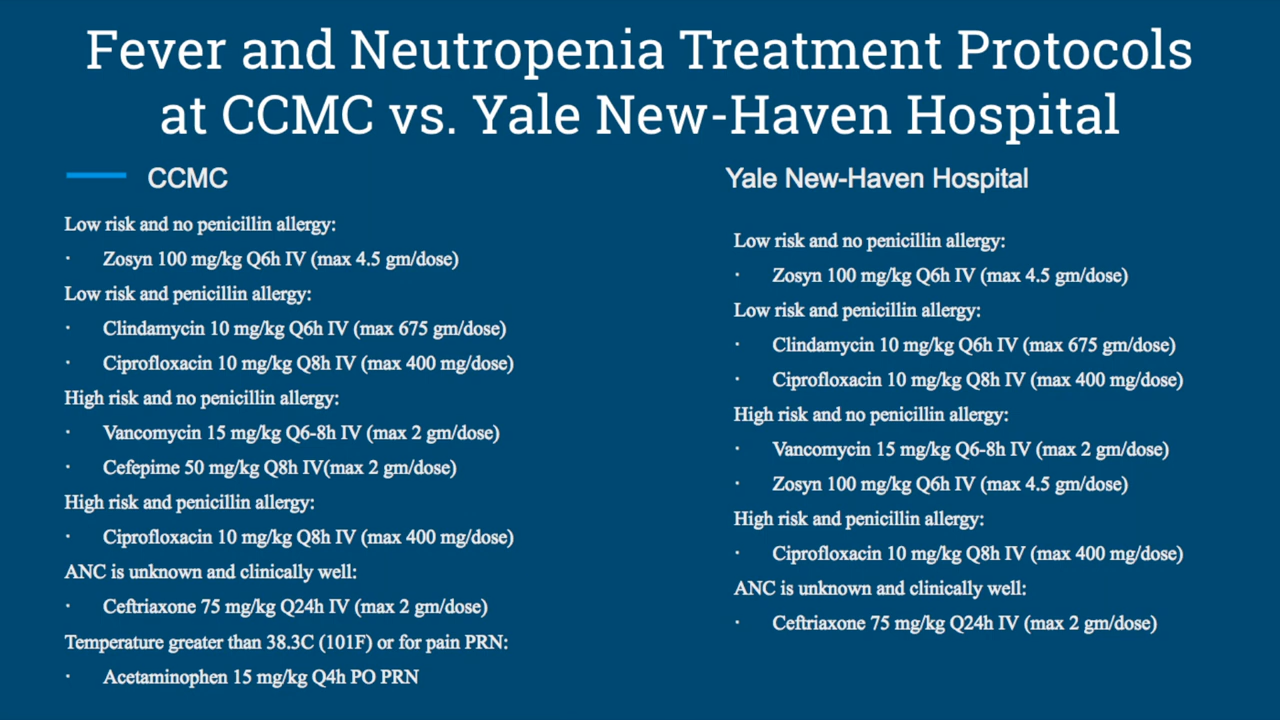 Fever and Neutropenia Treatment Protocols
at CCMC vs. Yale New-Haven Hospital
CCMC
Low risk and no penicillin allergy:
· Zosyn 100 mg/kg Q6h IV (max 4.5 gm/dose)
Low risk and penicillin allergy:
· Clindamycin 10 mg/kg Q6h IV (max 675 gm/dose)
· Ciprofloxacin 10 mg/kg Q8h IV (max 400 mg/dose)
High risk and no penicillin allergy:
· Vancomycin 15 mg/kg Q6-8h IV (max 2 gm/dose)
· Cefepime 50 mg/kg Q8h IV(max 2 gm/dose)
High risk and penicillin allergy:
· Ciprofloxacin 10 mg/kg Q8h IV (max 400 mg/dose)
ANC is unknown and clinically well:
· Ceftriaxone 75 mg/kg Q24h IV (max 2 gm/dose)
Temperature greater than 38.3C (101F) or for pain PRN:
· Acetaminophen 15 mg/kg Q4h PO PRN
Yale New-Haven Hospital
Low risk and no penicillin allergy:
· Zosyn 100 mg/kg Q6h IV (max 4.5 gm/dose)
Low risk and penicillin allergy:
· Clindamycin 10 mg/kg Q6h IV (max 675 gm/dose)
· Ciprofloxacin 10 mg/kg Q8h IV (max 400 mg/dose)
High risk and no penicillin allergy:
· Vancomycin 15 mg/kg Q6-8h IV (max 2 gm/dose)
· Zosyn 100 mg/kg Q6h IV (max 4.5 gm/dose)
High risk and penicillin allergy:
· Ciprofloxacin 10 mg/kg Q8h IV (max 400 mg/dose)
ANC is unknown and clinically well:
· Ceftriaxone 75 mg/kg Q24h IV (max 2 gm/dose)